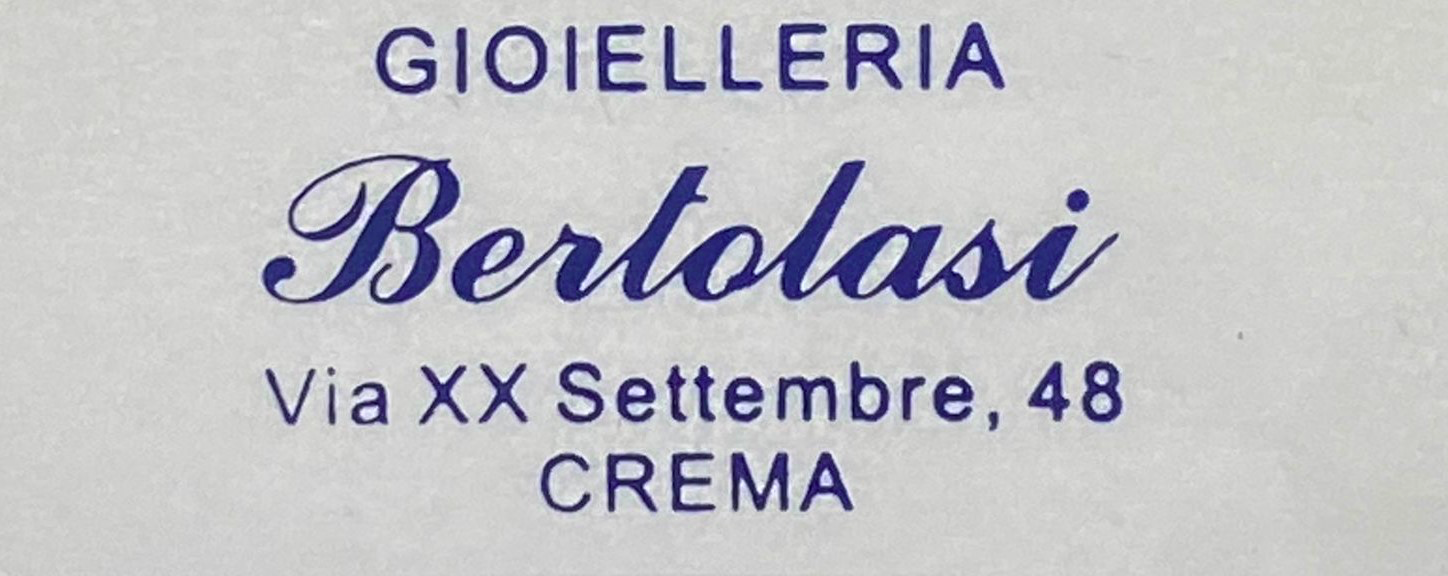 GIOIELLERIA
Bertolasi
Via XX Settembre, 48
CREMA